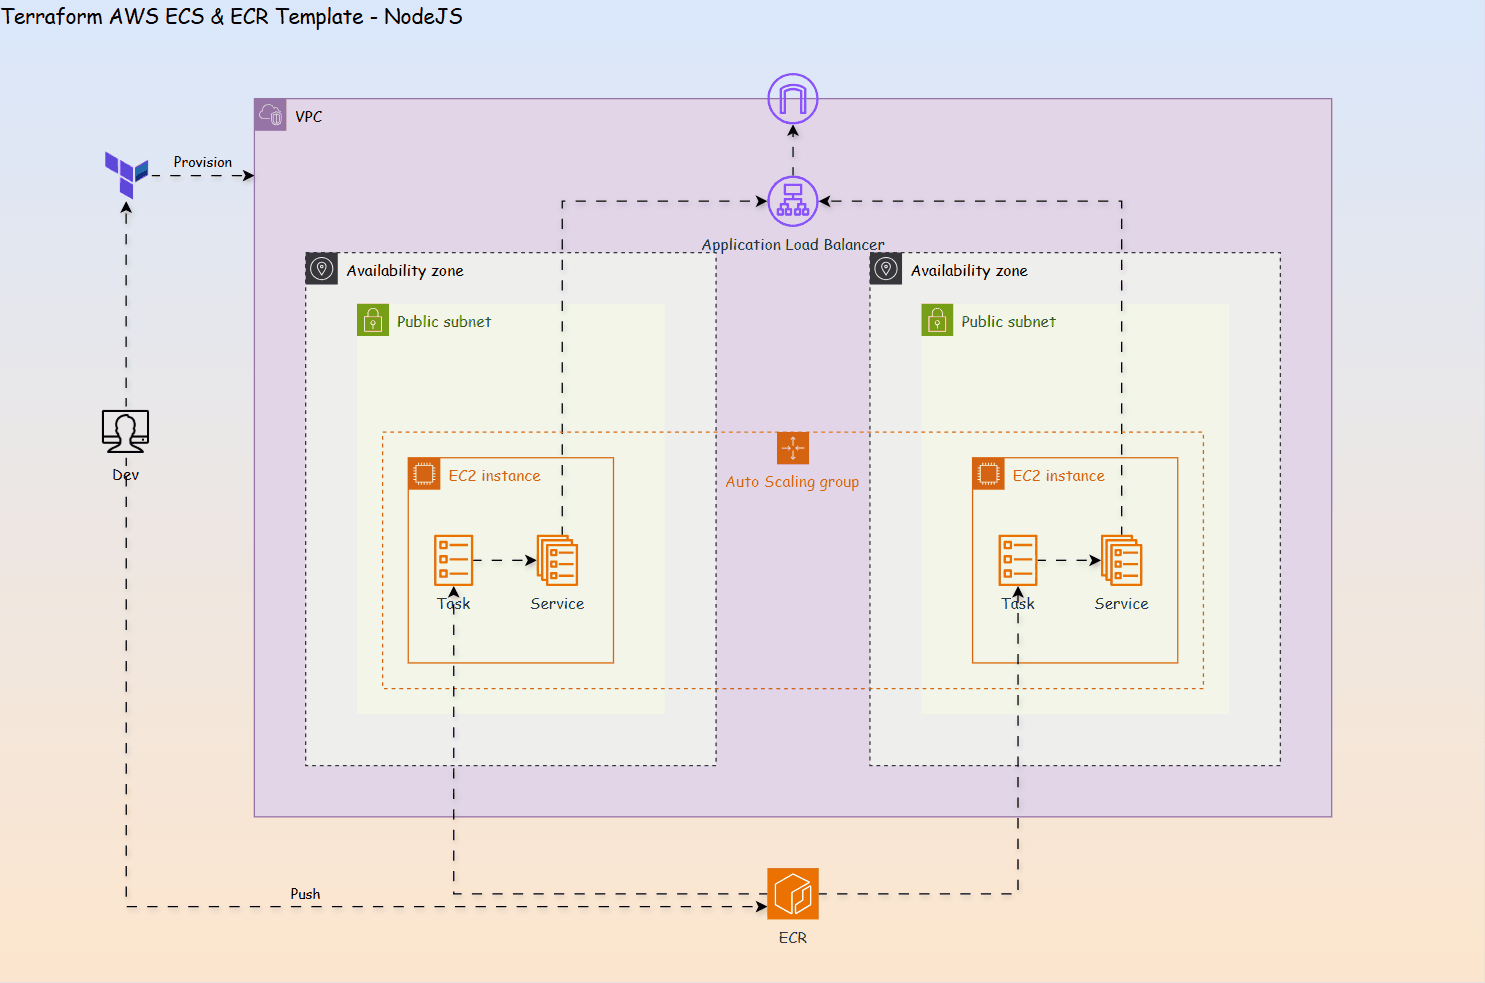 Terraform AWS ECS & ECR Template - NodeJS
VPC
Provision
Application Load Balancer
Availability zone
Availability zone
Public subnet
Public subnet
Dev
EC2 instance
Auto Scaling group
EC2 instance
Task
Service
Task
Service
Push
ECR